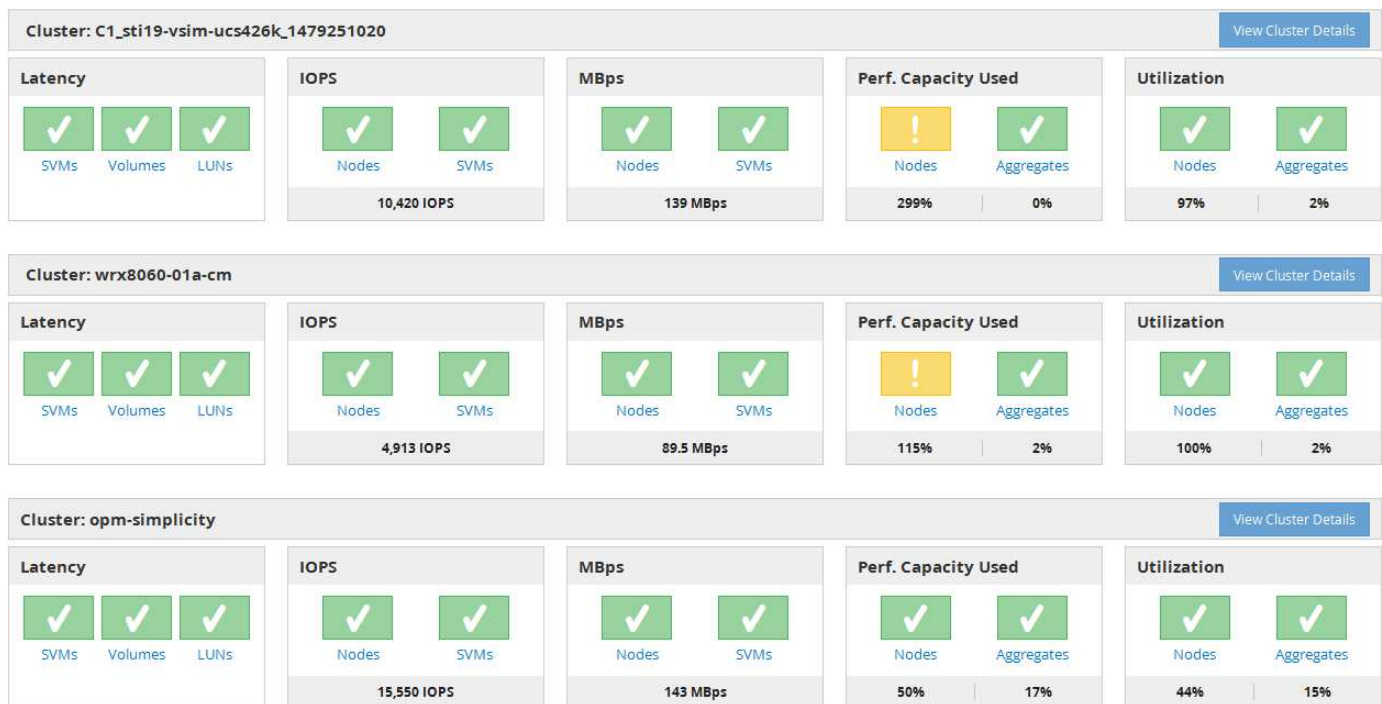 Cluster: C1_sti19-vsim-ucs426k_1479251020 View Cluster Details
Latency IOPS MBps Perf. Capacity Used Utilization
SVMs Volumes LUNs Nodes SVMs Nodes SVMs Nodes Aggregates Nodes Aggregates
10,420 IOPS 139 MBps 299% 0% 97% 2%
Cluster: wrx8060-01a-cm View Cluster Details
Latency IOPS MBps Perf. Capacity Used Utilization
SVMs Volumes LUNs Nodes SVMs Nodes SVMs Nodes Aggregates Nodes Aggregates
4,913 IOPS 89.5 MBps 115% 2% 100% 2%
Cluster: opm-simplicity View Cluster Details
Latency IOPS MBps Perf. Capacity Used Utilization
SVMs Volumes LUNs Nodes SVMs Nodes SVMs Nodes Aggregates Nodes Aggregates
15,550 IOPS 143 MBps 50% 17% 44% 15%